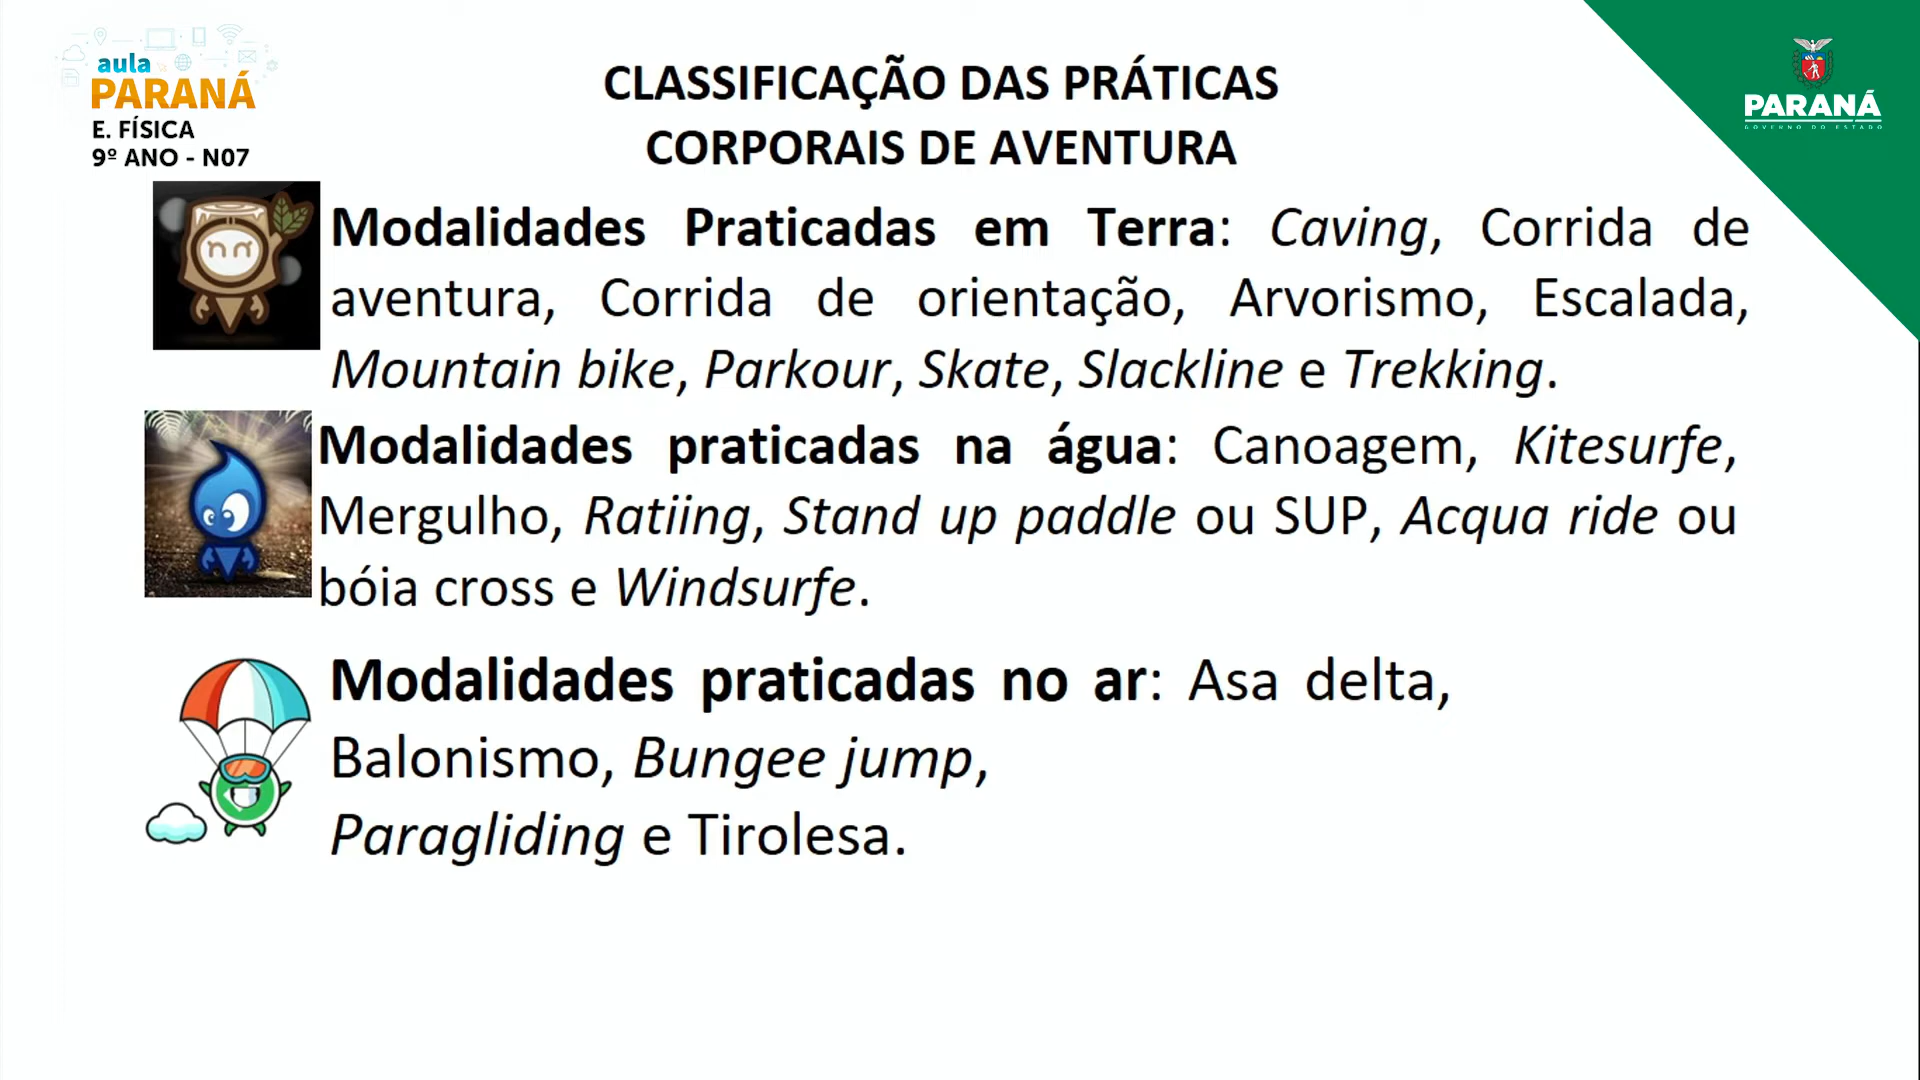 aula
PARANÁ
E. FÍSICA
9º ANO - N07
PARANÁ
GOVERNO DO ESTADO
CLASSIFICAÇÃO DAS PRÁTICAS
CORPORAIS DE AVENTURA
Modalidades Praticadas em Terra: Caving, Corrida de
aventura, Corrida de orientação, Arvorismo, Escalada,
Mountain bike, Parkour, Skate, Slackline e Trekking.
Modalidades praticadas na água: Canoagem, Kitesurfe,
Mergulho, Ratiing, Stand up paddle ou SUP, Acqua ride ou
bóia cross e Windsurfe.
Modalidades praticadas no ar: Asa delta,
Balonismo, Bungee jump,
Paragliding e Tirolesa.